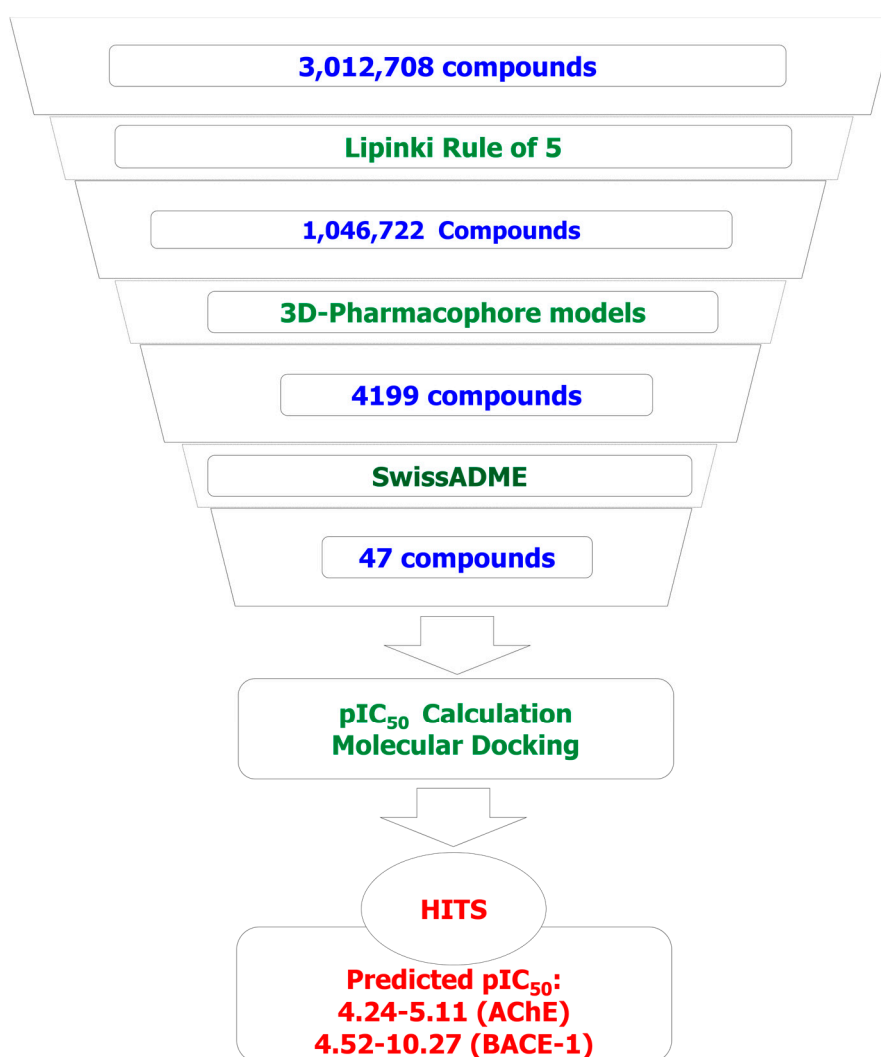 3,012,708 compounds
Lipinki Rule of 5
1,046,722 Compounds
3D-Pharmacophore models
4199 compounds
SwissADME
47 compounds
pIC₅₀ Calculation
Molecular Docking
HITS
Predicted pIC₅₀:
4.24-5.11 (AChE)
4.52-10.27 (BACE-1)